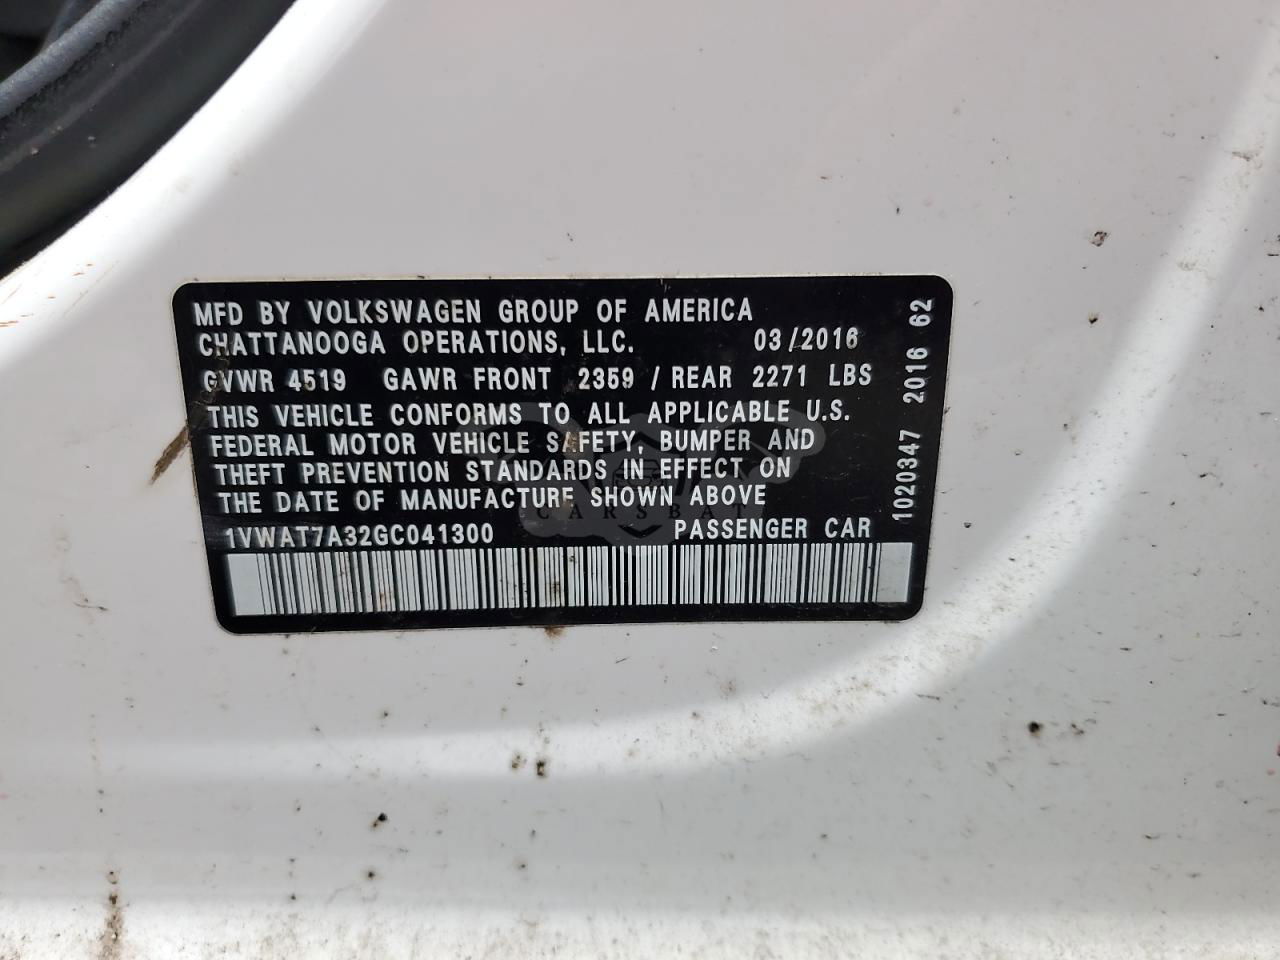 MFD BY VOLKSWAGEN GROUP OF AMERICA
CHATTANOOGA OPERATIONS, LLC. 03/2016
GVWR 4519 GAWR FRONT 2359 / REAR 2271 LBS
THIS VEHICLE CONFORMS TO ALL APPLICABLE U.S.
FEDERAL MOTOR VEHICLE SAFETY, BUMPER AND
THEFT PREVENTION STANDARDS IN EFFECT ON
THE DATE OF MANUFACTURE SHOWN ABOVE
1VWAT7A32GC041300 PASSENGER CAR
1020347 2016 62
CARSBAT